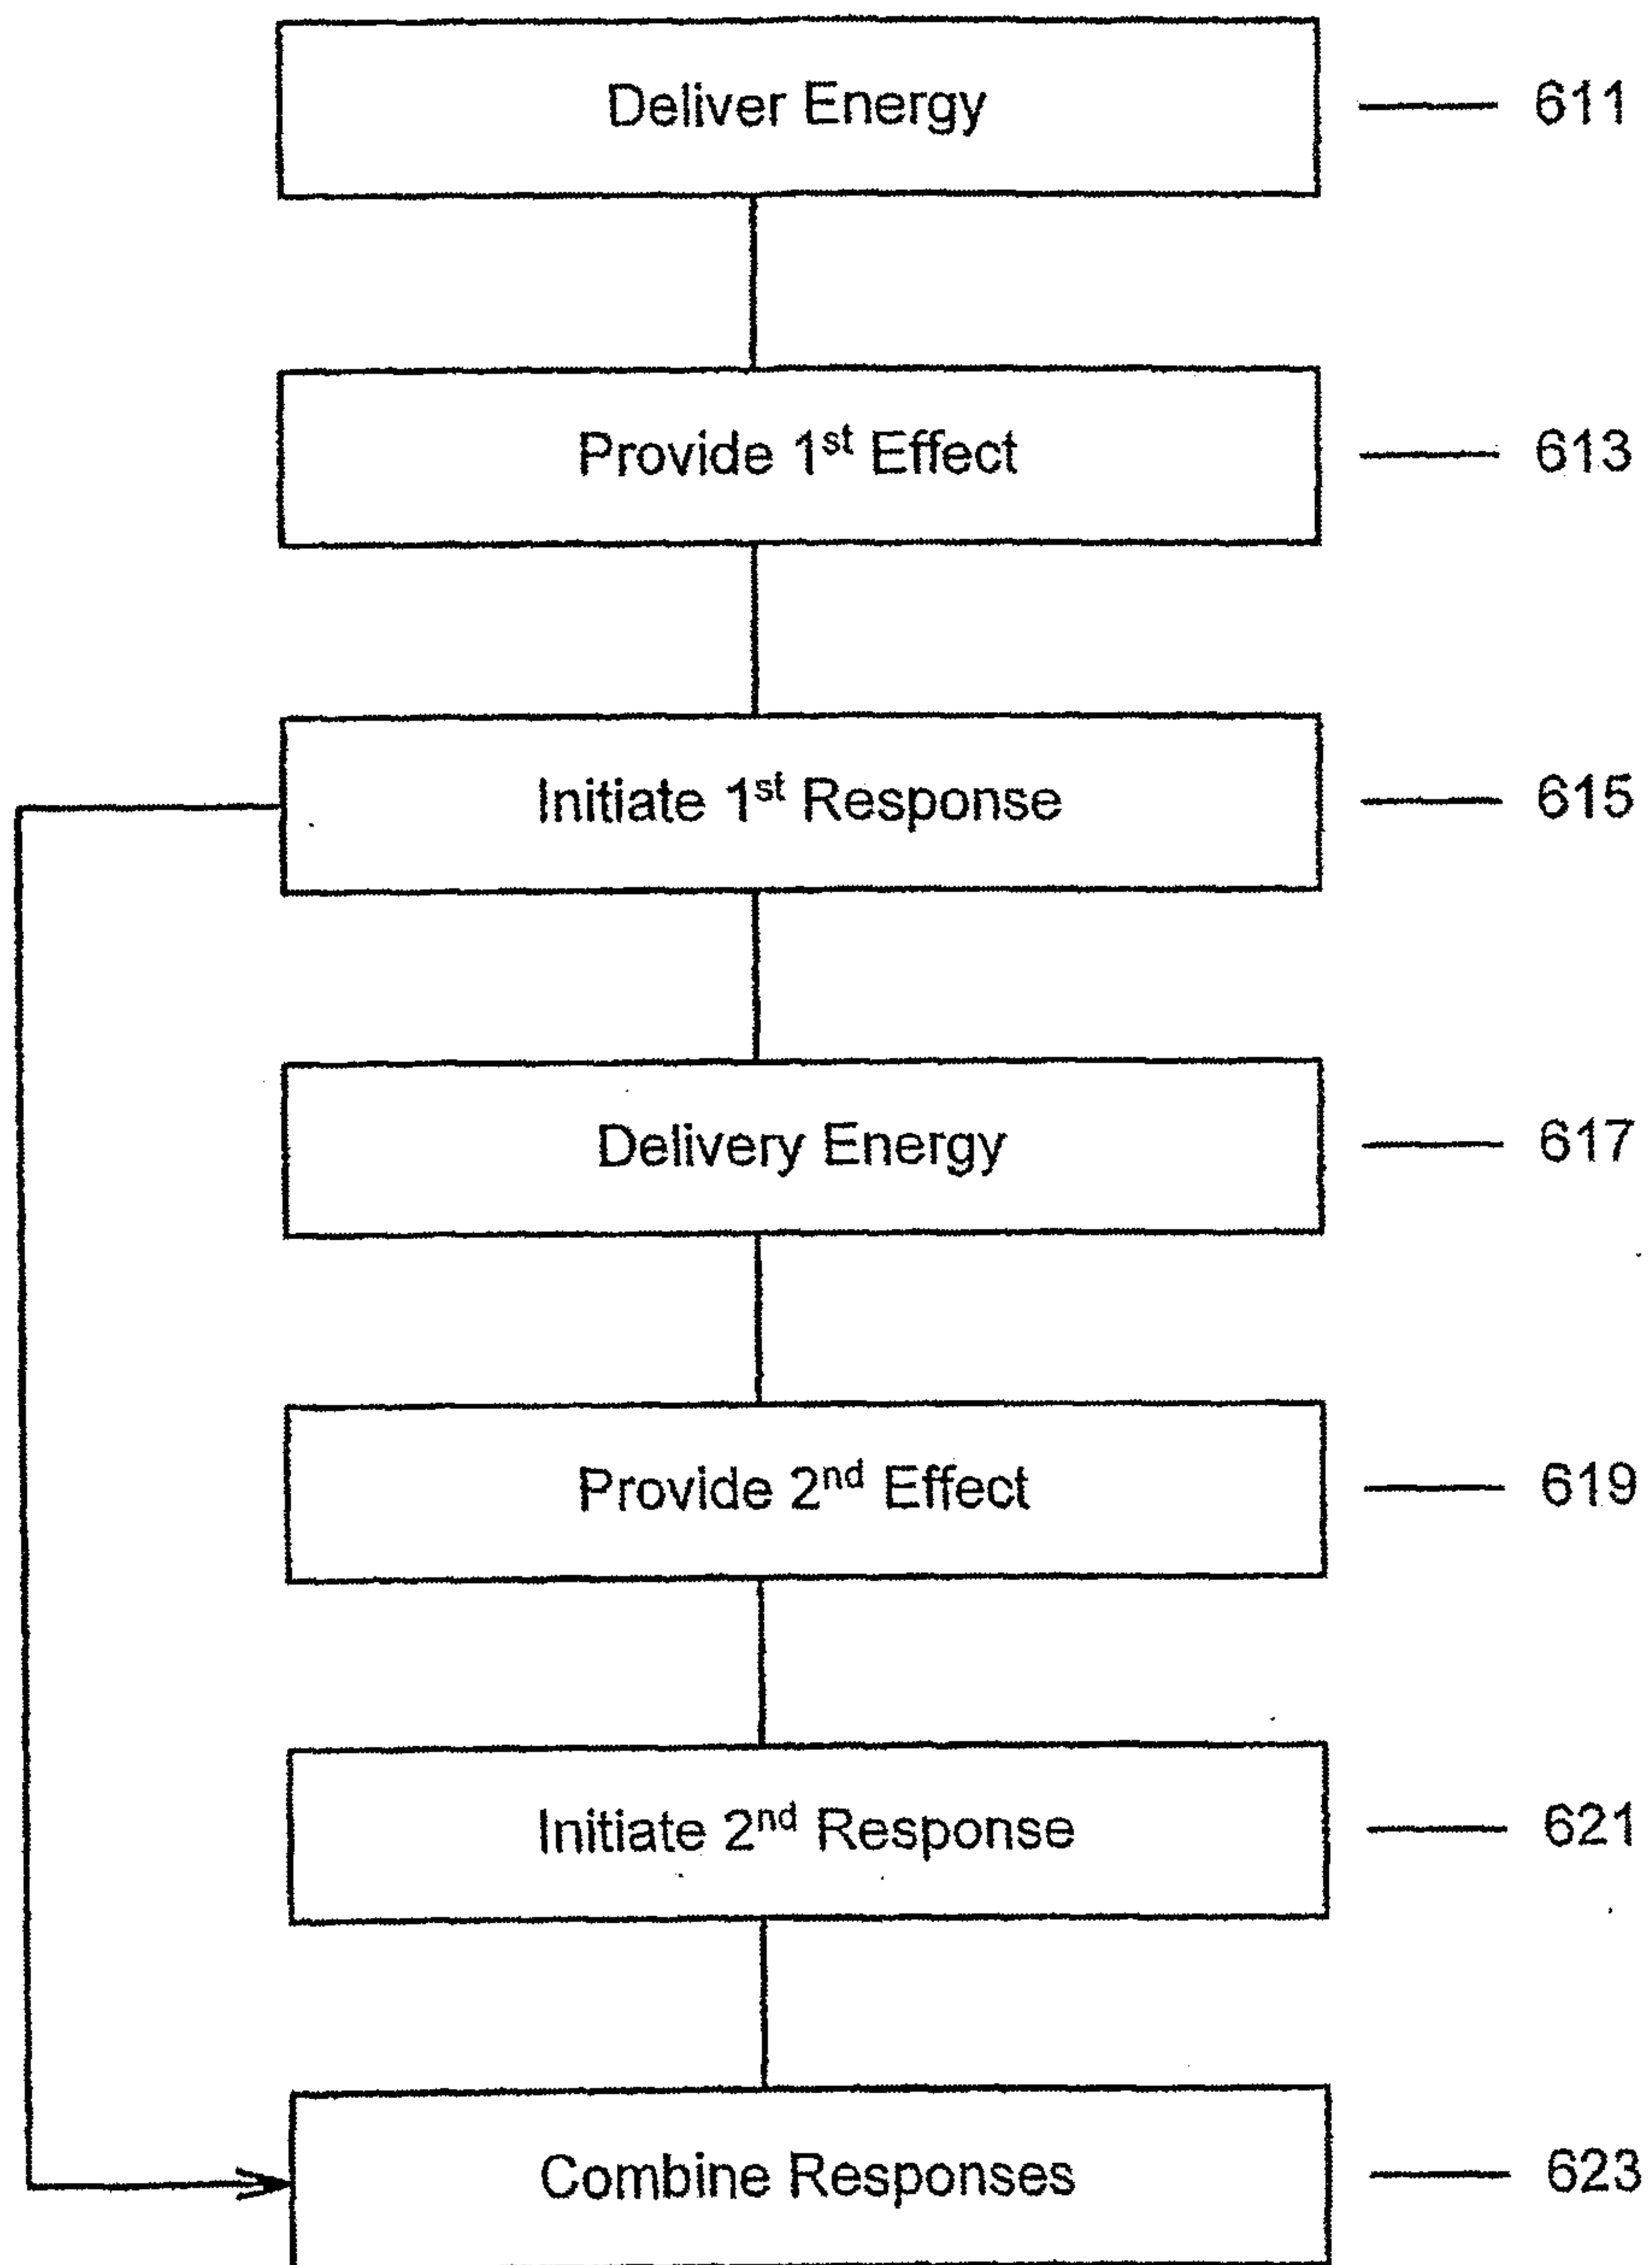 Deliver Energy 611
Provide 1st Effect 613
Initiate 1st Response 615
Delivery Energy 617
Provide 2nd Effect 619
Initiate 2nd Response 621
Combine Responses 623